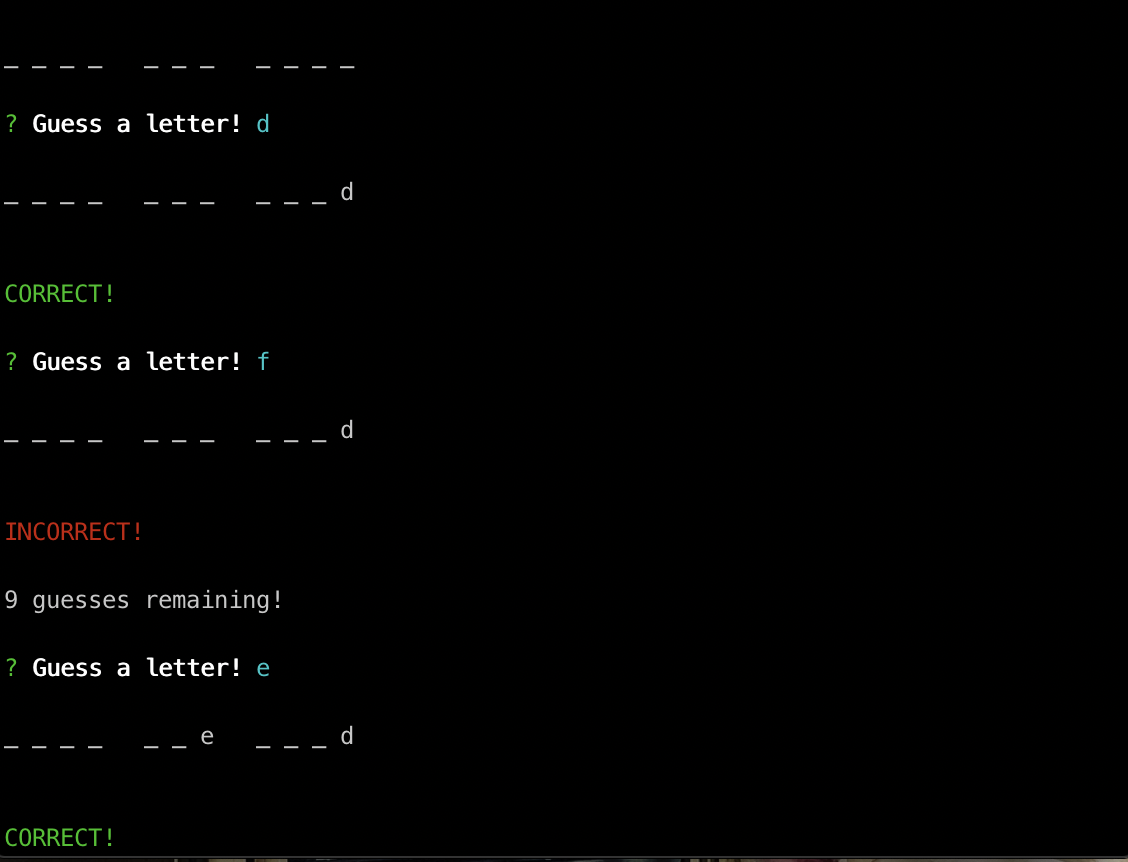 _ _ _ _   _ _ _   _ _ _ _
? Guess a letter! d
_ _ _ _   _ _ _   _ _ _ d
CORRECT!
? Guess a letter! f
_ _ _ _   _ _ _   _ _ _ d
INCORRECT!
9 guesses remaining!
? Guess a letter! e
_ _ _ _   _ _ e   _ _ _ d
CORRECT!